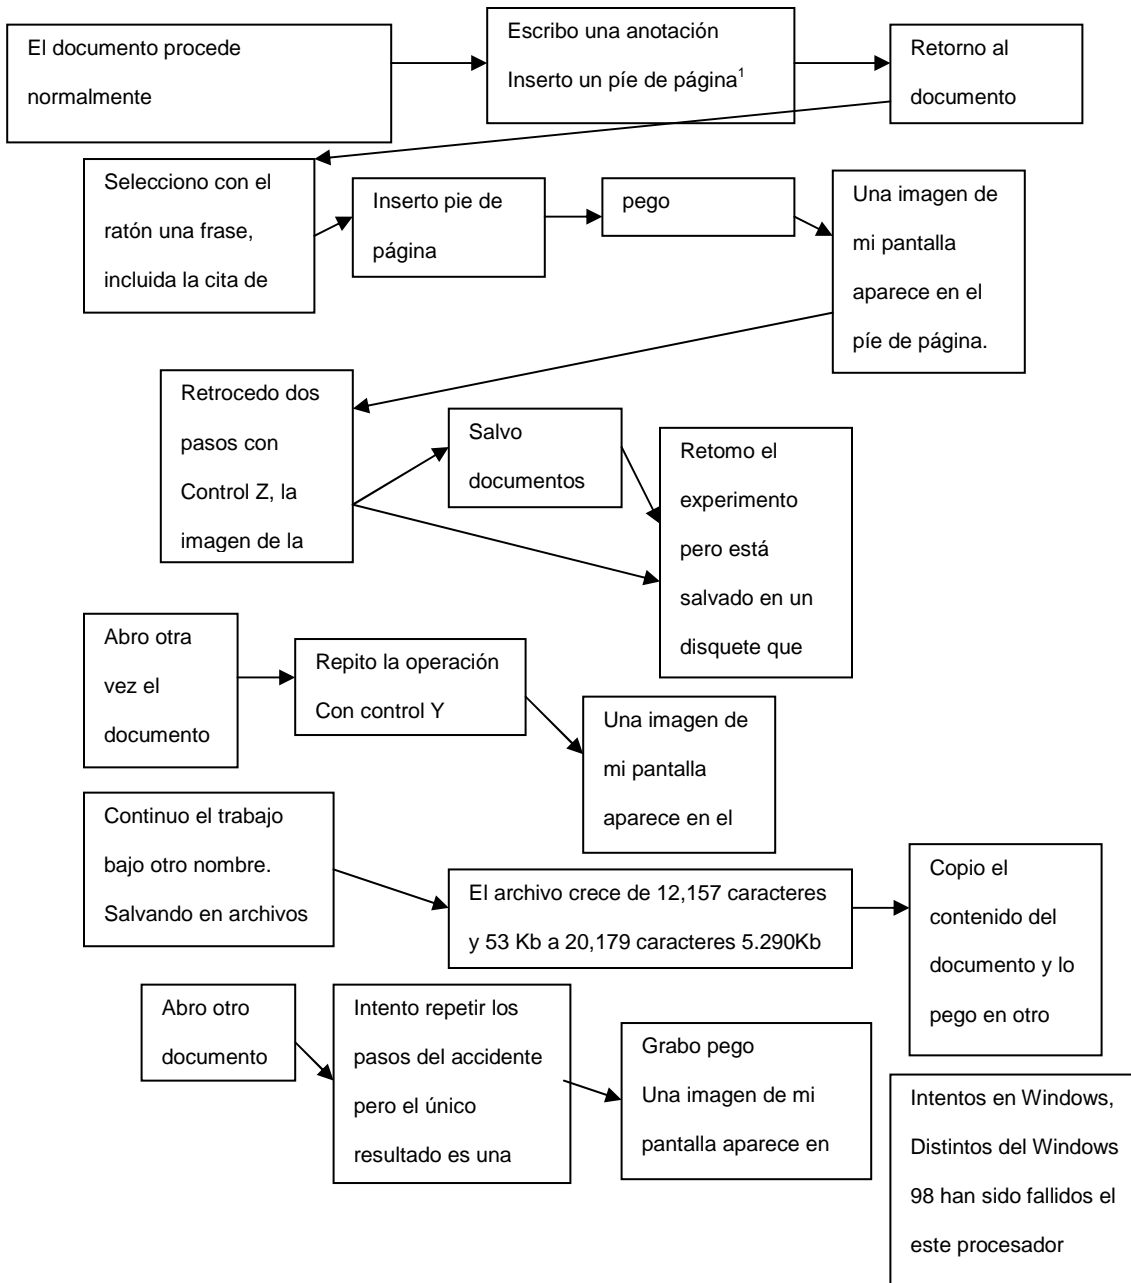 El documento procede
normalmente
Escribo una anotación
Inserto un píe de página¹
Retorno al
documento
Selecciono con el
ratón una frase,
incluida la cita de
Inserto pie de
página
pego
Una imagen de
mi pantalla
aparece en el
píe de página.
Retrocedo dos
pasos con
Control Z, la
imagen de la
Salvo
documentos
Retomo el
experimento
pero está
salvado en un
disquete que
Abro otra
vez el
documento
Repito la operación
Con control Y
Una imagen de
mi pantalla
aparece en el
Continuo el trabajo
bajo otro nombre.
Salvando en archivos
El archivo crece de 12,157 caracteres
y 53 Kb a 20,179 caracteres 5.290Kb
Copio el
contenido del
documento y lo
pego en otro
Abro otro
documento
Intento repetir los
pasos del accidente
pero el único
resultado es una
Grabo pego
Una imagen de mi
pantalla aparece en
Intentos en Windows,
Distintos del Windows
98 han sido fallidos el
este procesador